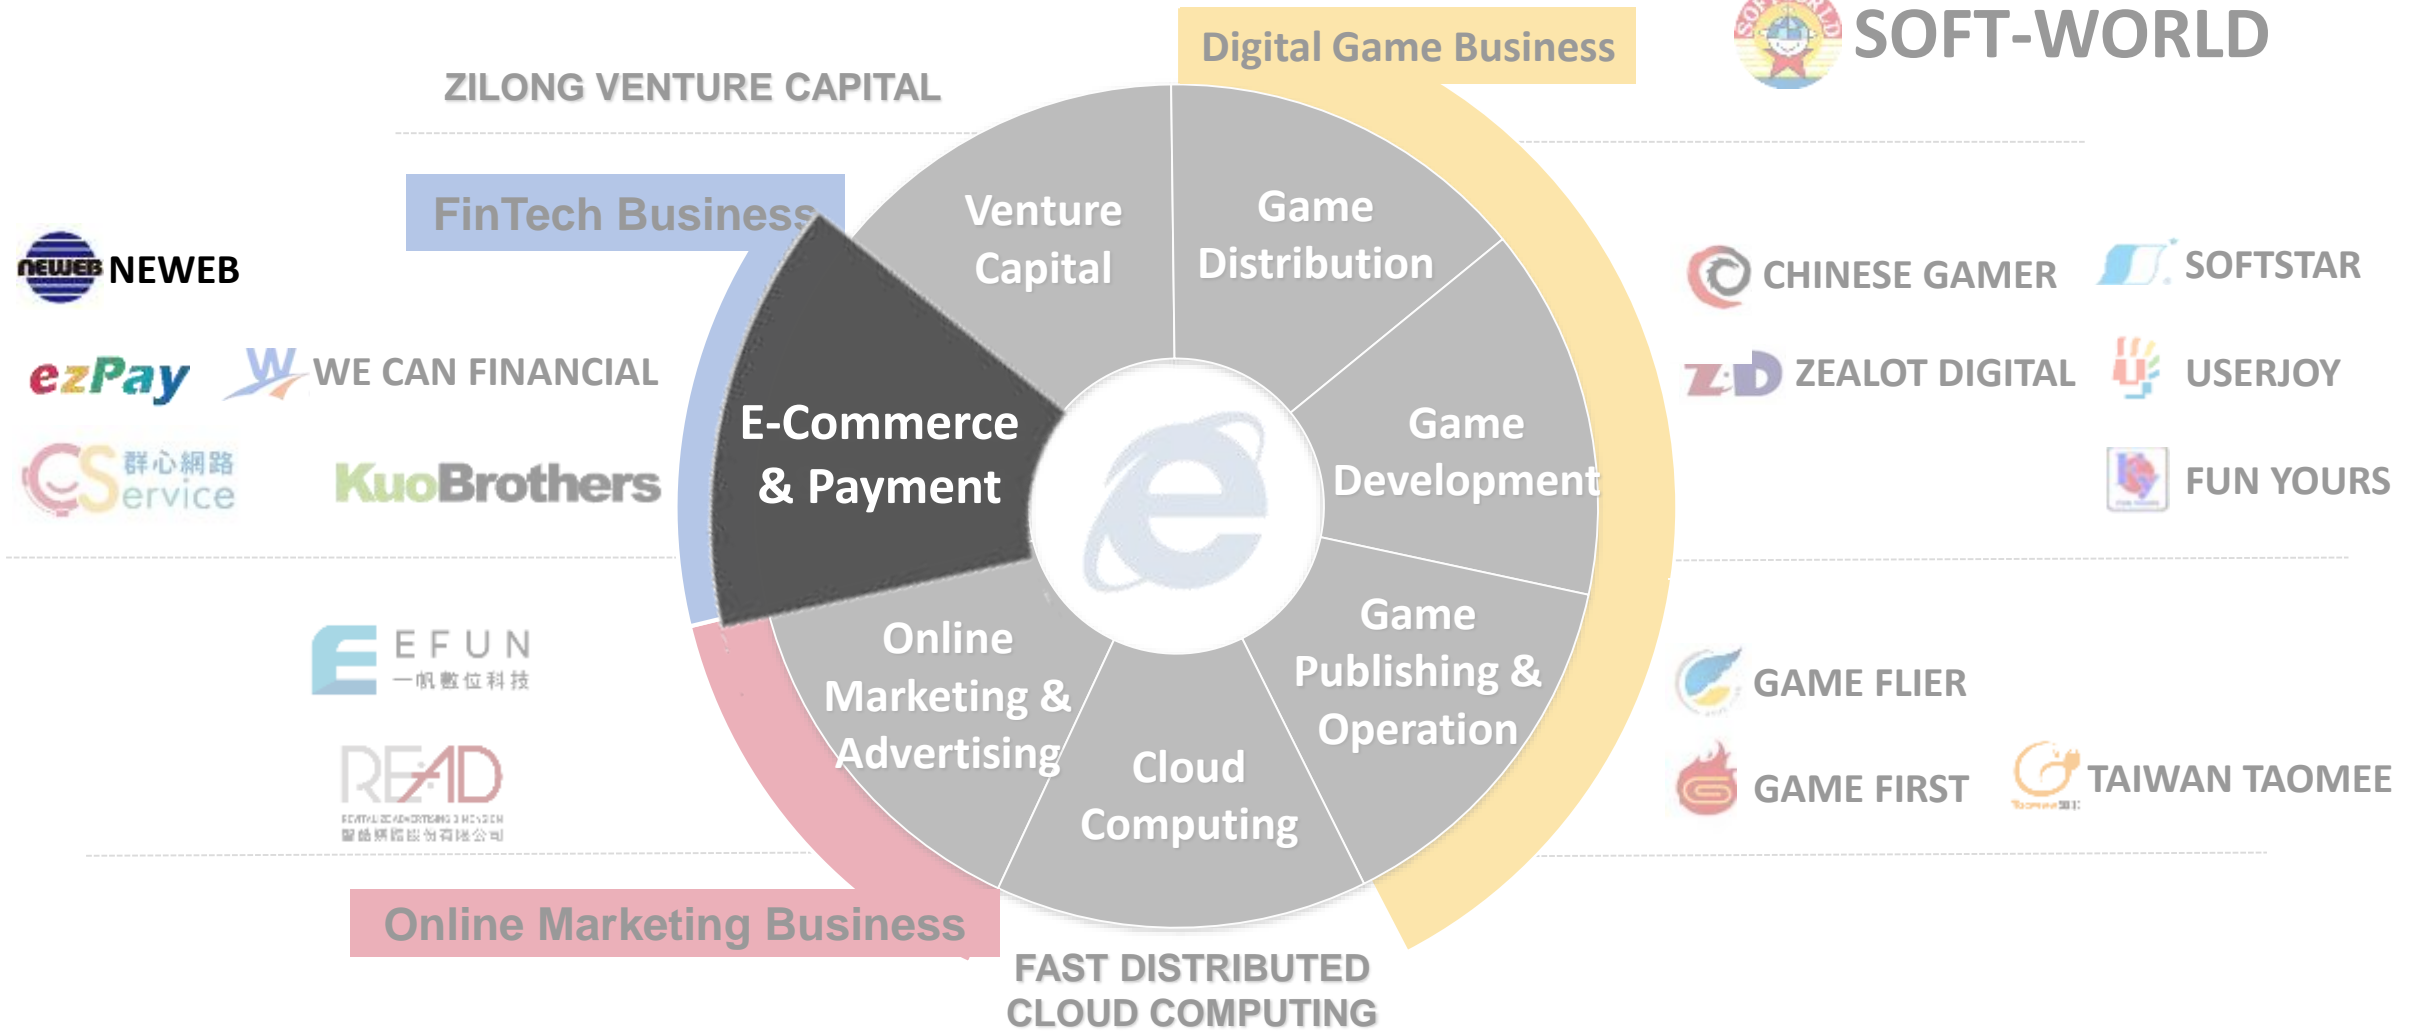 SOFT-WORLD
SOFT-WORLD
Digital Game Business
ZILONG VENTURE CAPITAL
FinTech Business
Venture
Capital
Game
Distribution
NEWEB
NEWEB
ezPay
WE CAN FINANCIAL
CService
群心網路
KuoBrothers
E-Commerce
& Payment
Game
Development
CHINESE GAMER
SOFTSTAR
ZEALOT DIGITAL
USERJOY
FUN YOURS
EFUN
一帆數位科技
READ
Online
Marketing &
Advertising
Cloud
Computing
Game
Publishing &
Operation
GAME FLIER
GAME FIRST
TAIWAN TAOMEE
Online Marketing Business
FAST DISTRIBUTED
CLOUD COMPUTING